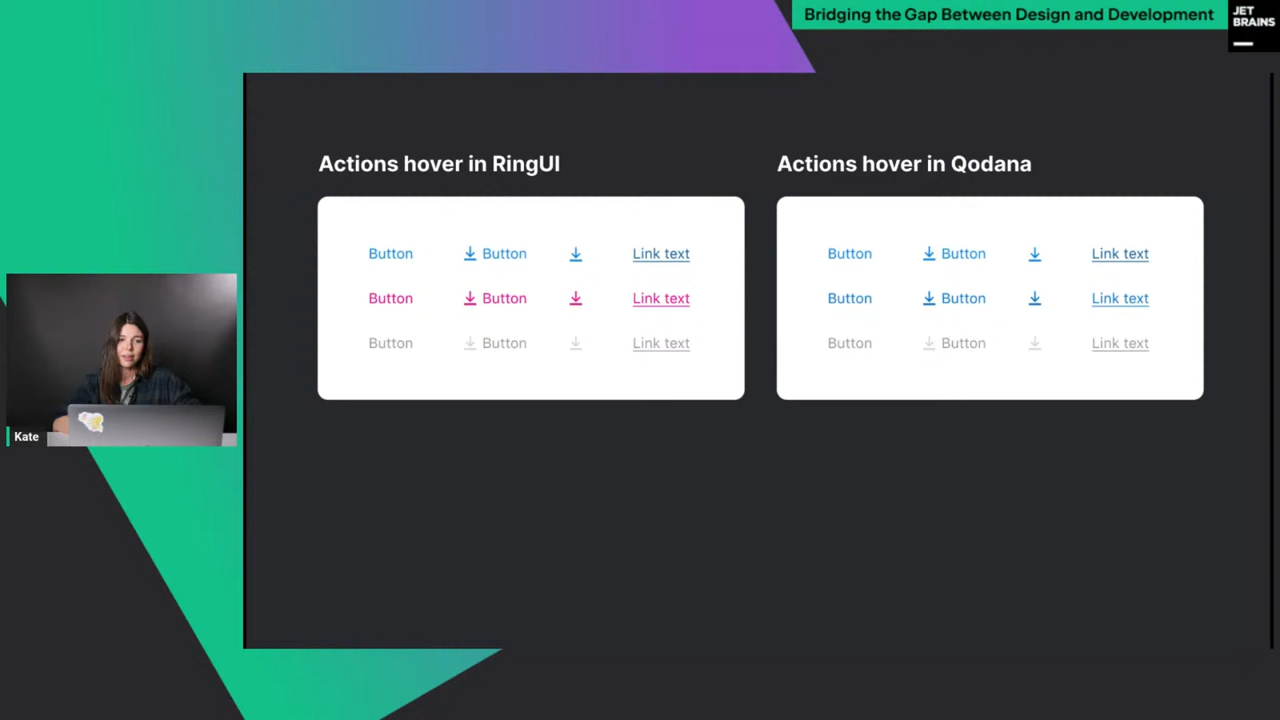 Bridging the Gap Between Design and Development
JET
BRAINS
Actions hover in RingUI
Button Button Link text
Button Button Link text
Button Button Link text
Actions hover in Qodana
Button Button Link text
Button Button Link text
Button Button Link text
Kate